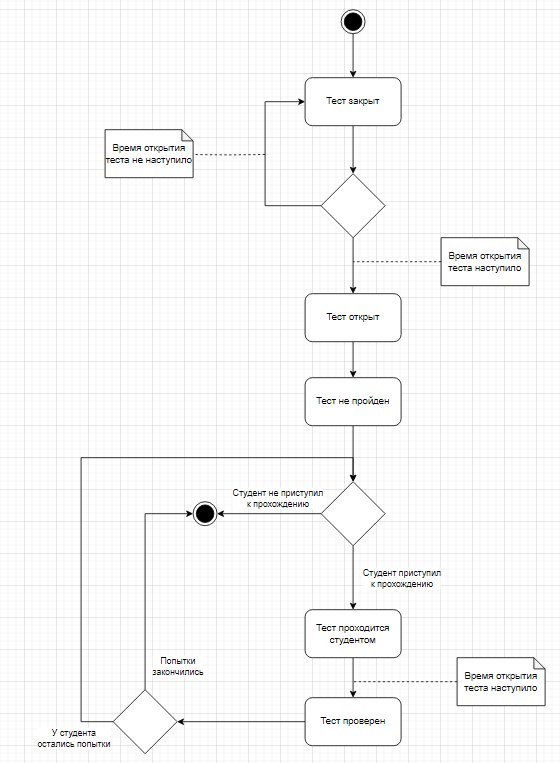 Тест закрыт
Время открытия
теста не наступило
Время открытия
теста наступило
Тест открыт
Тест не пройден
Студент не приступил
к прохождению
Студент приступил
к прохождению
Тест проходится
студентом
Попытки
закончились
Время открытия
теста наступило
Тест проверен
У студента
остались попытки